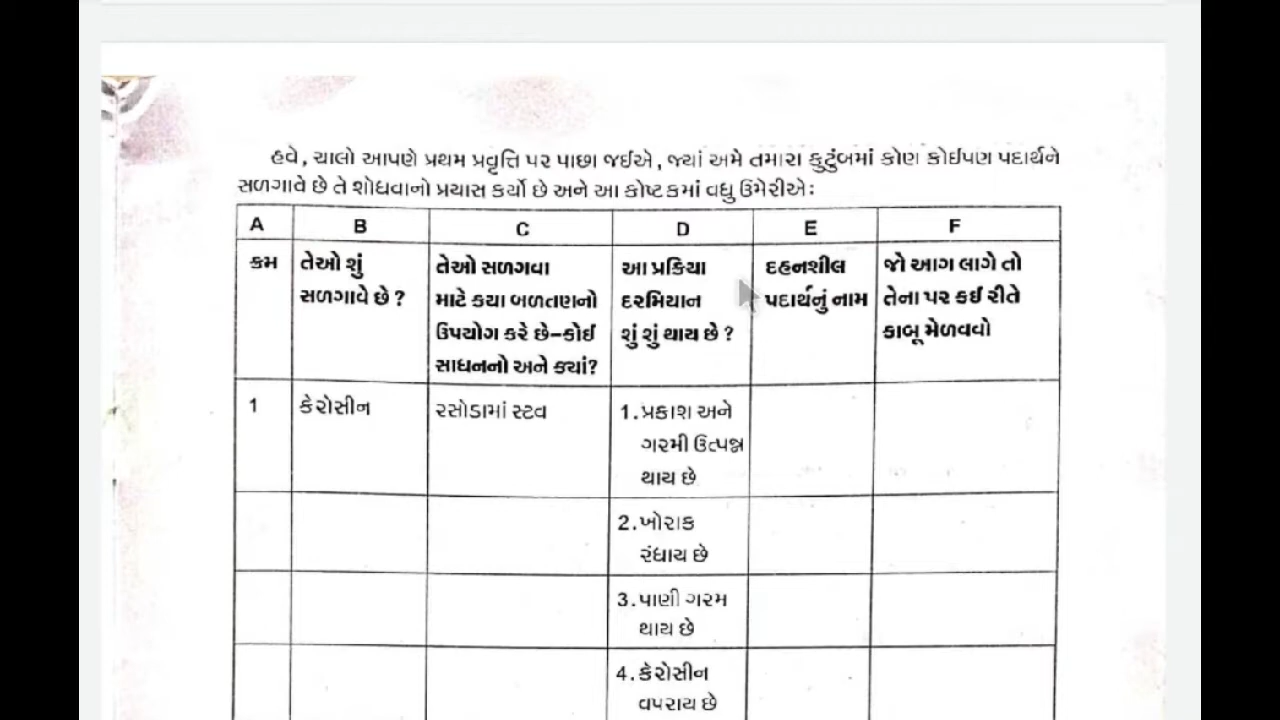 હવે, ચાલો આપણે પ્રથમ પ્રવૃત્તિ પર પાછા જઈએ, જ્યાં અમે તમારા કુટુંબમાં કોણ કોઈપણ પદાર્થને
સળગાવે છે તે શોધવાનો પ્રયાસ કર્યો છે અને આ કોષ્ટકમાં વધુ ઉમેરીએઃ
A B C D E F
ક્રમ
તેઓ શું
સળગાવે છે ?
તેઓ સળગવા
માટે કયા બળતણનો
ઉપયોગ કરે છે-કોઈ
સાધનનો અને ક્યાં?
આ પ્રક્રિયા
દરમિયાન
શું શું થાય છે ?
દહનશીલ
પદાર્થનું નામ
જો આગ લાગે તો
તેના પર કઈ રીતે
કાબૂ મેળવવો
1
કેરોસીન
રસોડામાં સ્ટવ
1. પ્રકાશ અને
ગરમી ઉત્પન્ન
થાય છે
2. ખોરાક
રંધાય છે
3. પાણી ગરમ
થાય છે
4. કેરોસીન
વપરાય છે